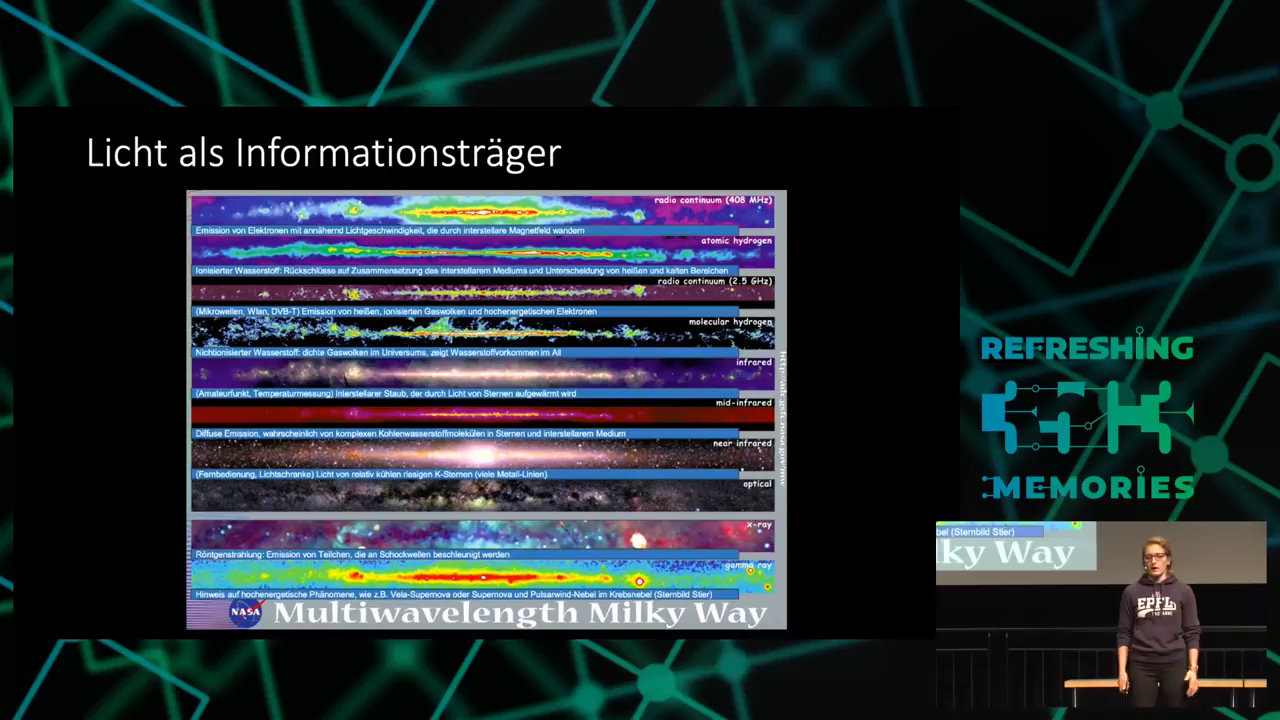 Licht als Informationsträger
radio continuum (408 MHz)
Emission von Elektronen mit annähernd Lichtgeschwindigkeit, die durch interstellare Magnetfeld wandern
atomic hydrogen
Ionisierter Wasserstoff: Rückschlüsse auf Zusammensetzung des interstellarem Mediums und Unterscheidung von heißen und kalten Bereichen
radio continuum (2.5 GHz)
(Mikrowellen, Wlan, DVB-T) Emission von heißen, ionisierten Gaswolken und hochenergetischen Elektronen
molecular hydrogen
Nichtionisierter Wasserstoff: dichte Gaswolken im Universums, zeigt Wasserstoffvorkommen im All
infrared
(Amateurfunkt, Temperaturmessung) Interstellarer Staub, der durch Licht von Sternen aufgewärmt wird
mid-infrared
Diffuse Emission, wahrscheinlich von komplexen Kohlenwasserstoffmolekülen in Sternen und interstellarem Medium
near infrared
(Fernbedienung, Lichtschranke) Licht von relativ kühlen riesigen K-Sternen (viele Metall-Linien)
optical
x-ray
Röntgenstrahlung: Emission von Teilchen, die an Schockwellen beschleunigt werden
gamma ray
Hinweis auf hochenergetische Phänomene, wie z.B. Vela-Supernova oder Supernova und Pulsarwind-Nebel im Krebsnebel (Sternbild Stier)
NASA
Multiwavelength Milky Way
REFRESHING
GPN
MEMORIES
bel (Sternbild Stier)
lky Way
EPFL